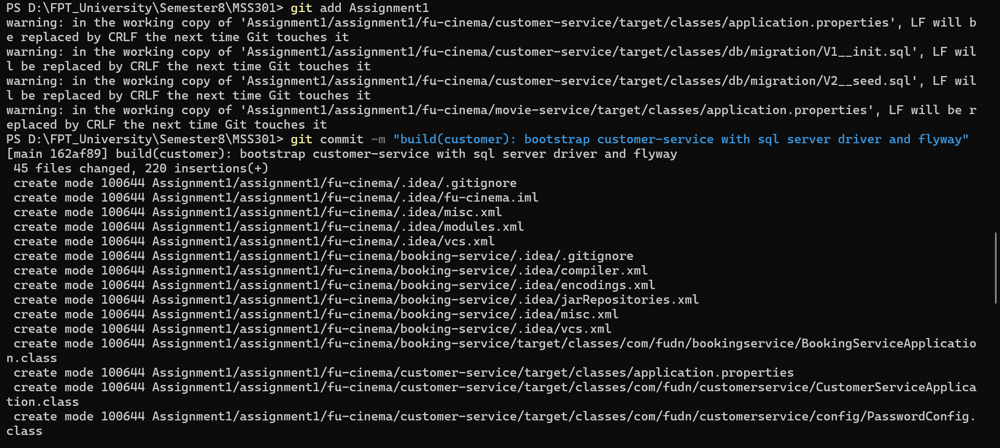 PS D:\FPT_University\Semester8\MSS301> git add Assignment1
warning: in the working copy of 'Assignment1/assignment1/fu-cinema/customer-service/target/classes/application.properties', LF will b
e replaced by CRLF the next time Git touches it
warning: in the working copy of 'Assignment1/assignment1/fu-cinema/customer-service/target/classes/db/migration/V1__init.sql', LF wil
l be replaced by CRLF the next time Git touches it
warning: in the working copy of 'Assignment1/assignment1/fu-cinema/customer-service/target/classes/db/migration/V2__seed.sql', LF wil
l be replaced by CRLF the next time Git touches it
warning: in the working copy of 'Assignment1/assignment1/fu-cinema/movie-service/target/classes/application.properties', LF will be r
eplaced by CRLF the next time Git touches it
PS D:\FPT_University\Semester8\MSS301> git commit -m "build(customer): bootstrap customer-service with sql server driver and flyway"
[main 162af89] build(customer): bootstrap customer-service with sql server driver and flyway
 45 files changed, 220 insertions(+)
 create mode 100644 Assignment1/assignment1/fu-cinema/.idea/.gitignore
 create mode 100644 Assignment1/assignment1/fu-cinema/.idea/fu-cinema.iml
 create mode 100644 Assignment1/assignment1/fu-cinema/.idea/misc.xml
 create mode 100644 Assignment1/assignment1/fu-cinema/.idea/modules.xml
 create mode 100644 Assignment1/assignment1/fu-cinema/.idea/vcs.xml
 create mode 100644 Assignment1/assignment1/fu-cinema/booking-service/.idea/.gitignore
 create mode 100644 Assignment1/assignment1/fu-cinema/booking-service/.idea/compiler.xml
 create mode 100644 Assignment1/assignment1/fu-cinema/booking-service/.idea/encodings.xml
 create mode 100644 Assignment1/assignment1/fu-cinema/booking-service/.idea/jarRepositories.xml
 create mode 100644 Assignment1/assignment1/fu-cinema/booking-service/.idea/misc.xml
 create mode 100644 Assignment1/assignment1/fu-cinema/booking-service/.idea/vcs.xml
 create mode 100644 Assignment1/assignment1/fu-cinema/booking-service/target/classes/com/fudn/bookingservice/BookingServiceApplicatio
n.class
 create mode 100644 Assignment1/assignment1/fu-cinema/customer-service/target/classes/application.properties
 create mode 100644 Assignment1/assignment1/fu-cinema/customer-service/target/classes/com/fudn/customerservice/CustomerServiceApplica
tion.class
 create mode 100644 Assignment1/assignment1/fu-cinema/customer-service/target/classes/com/fudn/customerservice/config/PasswordConfig.
class